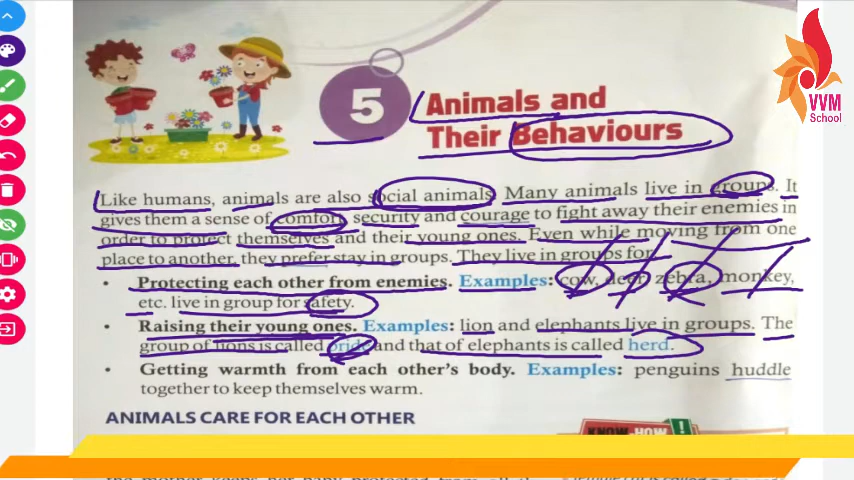 VVM
School
5
Animals and
Their Behaviours
Like humans, animals are also social animals. Many animals live in groups. It
gives them a sense of comfort, security and courage to fight away their enemies in
order to protect themselves and their young ones. Even while moving from one
place to another, they prefer stay in groups. They live in groups for:
• Protecting each other from enemies. Examples: cow, deer, zebra, monkey,
etc. live in group for safety.
• Raising their young ones. Examples: lion and elephants live in groups. The
group of lions is called pride and that of elephants is called herd.
• Getting warmth from each other's body. Examples: penguins huddle
together to keep themselves warm.
ANIMALS CARE FOR EACH OTHER
KNOW HOW !